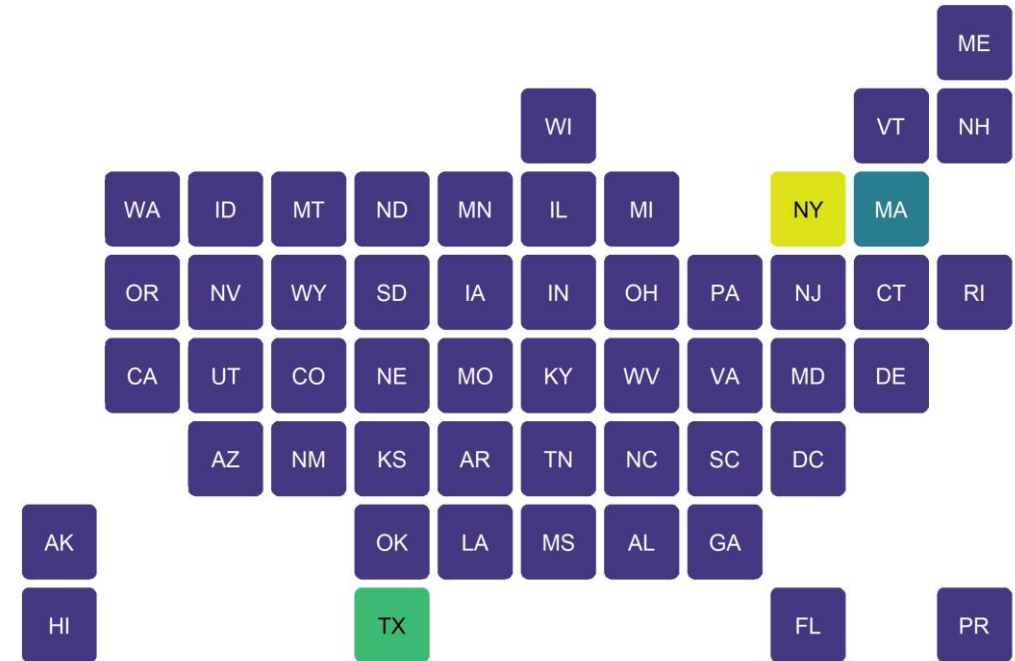 ME
WI VT NH
WA ID MT ND MN IL MI NY MA
OR NV WY SD IA IN OH PA NJ CT RI
CA UT CO NE MO KY WV VA MD DE
AZ NM KS AR TN NC SC DC
AK OK LA MS AL GA
HI TX FL PR